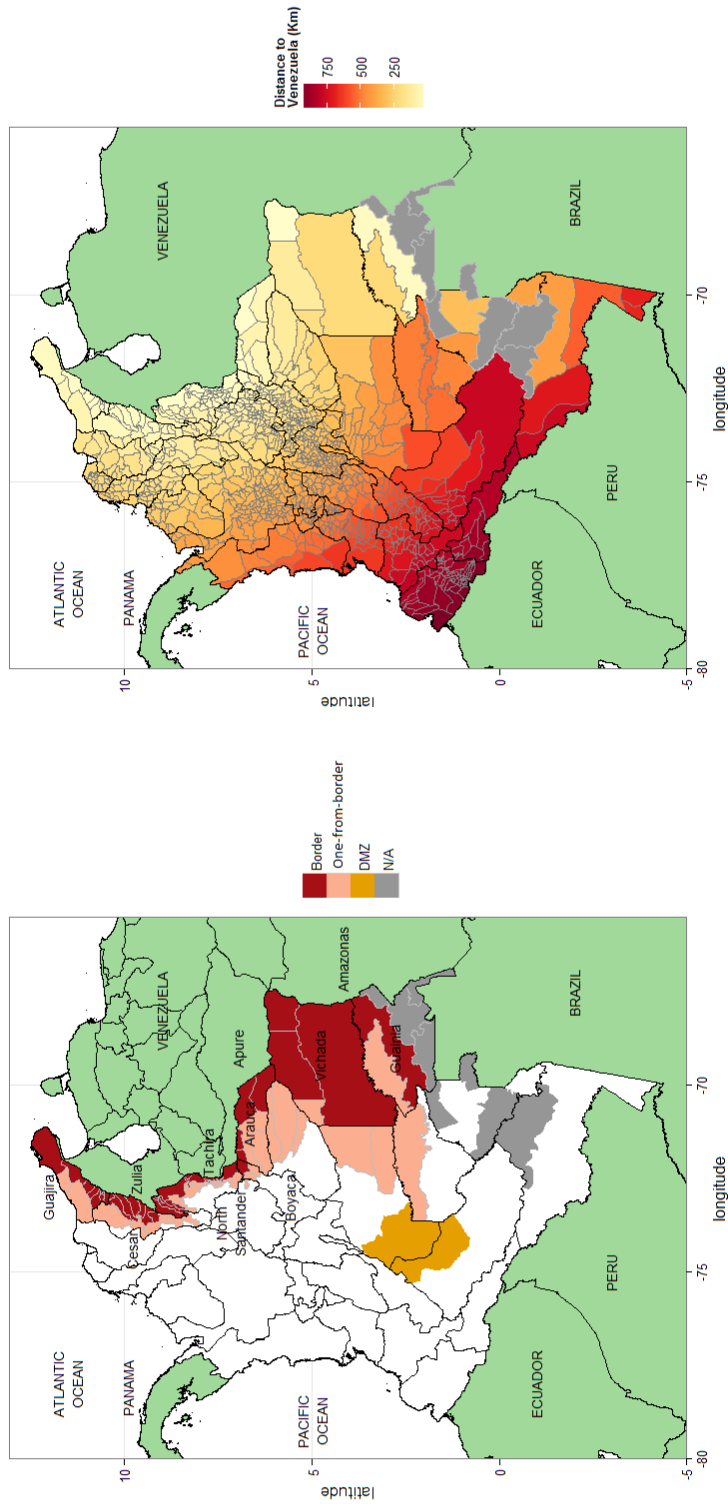 ATLANTIC
OCEAN
PANAMA
PACIFIC
OCEAN
VENEZUELA
BRAZIL
PERU
ECUADOR
Guajira
Cesar
Zulia
North
Santander
Tachira
Boyaca
Arauca
Apure
Vichada
Amazonas
Guainia
10
5
0
-5
-80
-75
-70
latitude
longitude
Border
One-from-border
DMZ
N/A
ATLANTIC
OCEAN
PANAMA
PACIFIC
OCEAN
VENEZUELA
BRAZIL
PERU
ECUADOR
10
5
0
-5
-80
-75
-70
latitude
longitude
Distance to
Venezuela (Km)
750
500
250